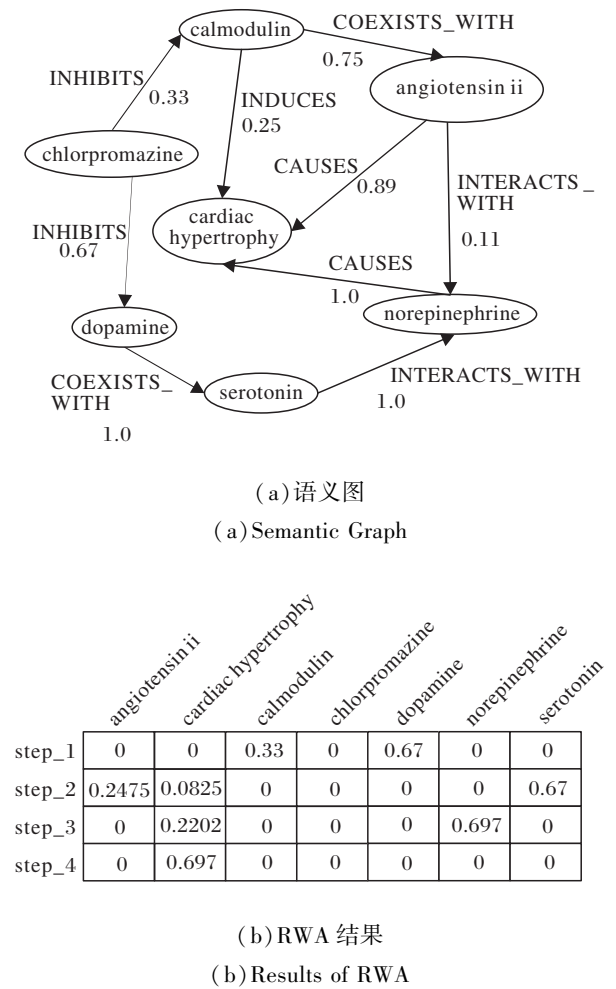 calmodulin
COEXISTS_WITH
0.75
INHIBITS
0.33
INDUCES
0.25
angiotensin ii
chlorpromazine
CAUSES
0.89
INTERACTS_
WITH
0.11
INHIBITS
0.67
cardiac
hypertrophy
CAUSES
1.0
dopamine
norepinephrine
COEXISTS_
WITH
1.0
serotonin
INTERACTS_WITH
1.0
(a)语义图
(a)Semantic Graph
angiotensin ii cardiac hypertrophy calmodulin chlorpromazine dopamine norepinephrine serotonin
step_1 0 0 0.33 0 0.67 0 0
step_2 0.2475 0.0825 0 0 0 0 0.67
step_3 0 0.2202 0 0 0 0.697 0
step_4 0 0.697 0 0 0 0 0
(b)RWA 结果
(b)Results of RWA